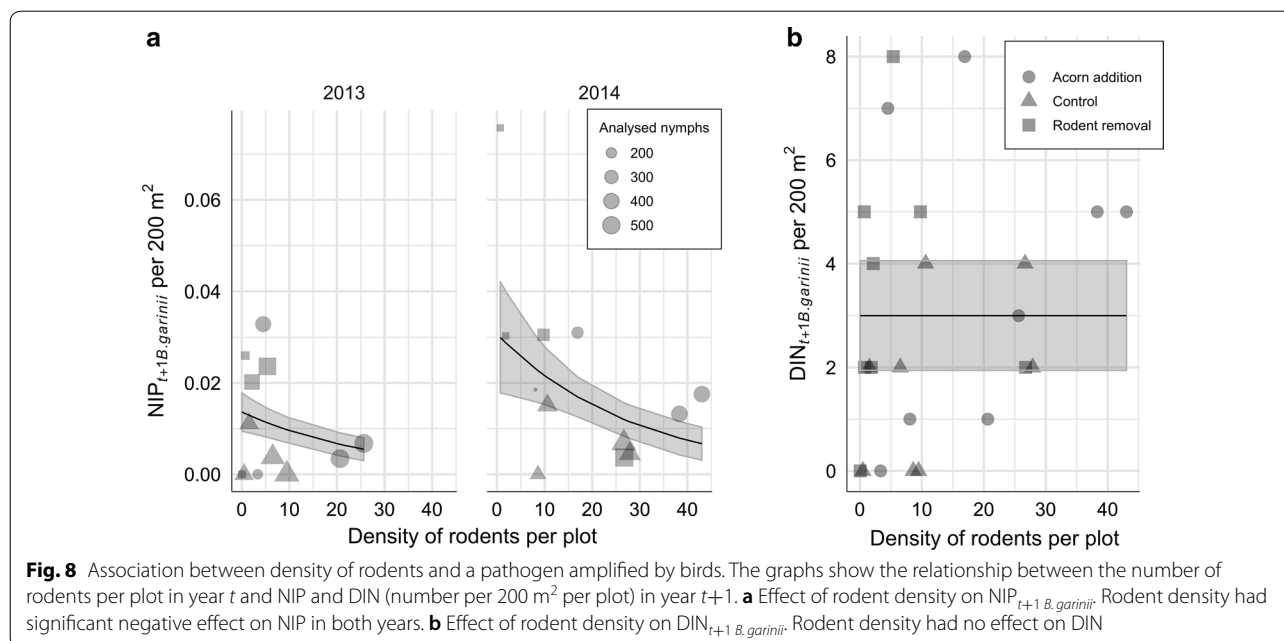 a
2013
2014
NIP t+1B.garinii per 200 m²
0.06
0.04
0.02
0.00
Analysed nymphs
200
300
400
500
0 10 20 30 40
0 10 20 30 40
Density of rodents per plot
b
DIN t+1B.garinii per 200 m²
8
6
4
2
0
Acorn addition
Control
Rodent removal
0 10 20 30 40
Density of rodents per plot
Fig. 8 Association between density of rodents and a pathogen amplified by birds. The graphs show the relationship between the number of
rodents per plot in year t and NIP and DIN (number per 200 m² per plot) in year t+1. a Effect of rodent density on NIP t+1 B. garinii. Rodent density had
significant negative effect on NIP in both years. b Effect of rodent density on DIN t+1 B. garinii. Rodent density had no effect on DIN